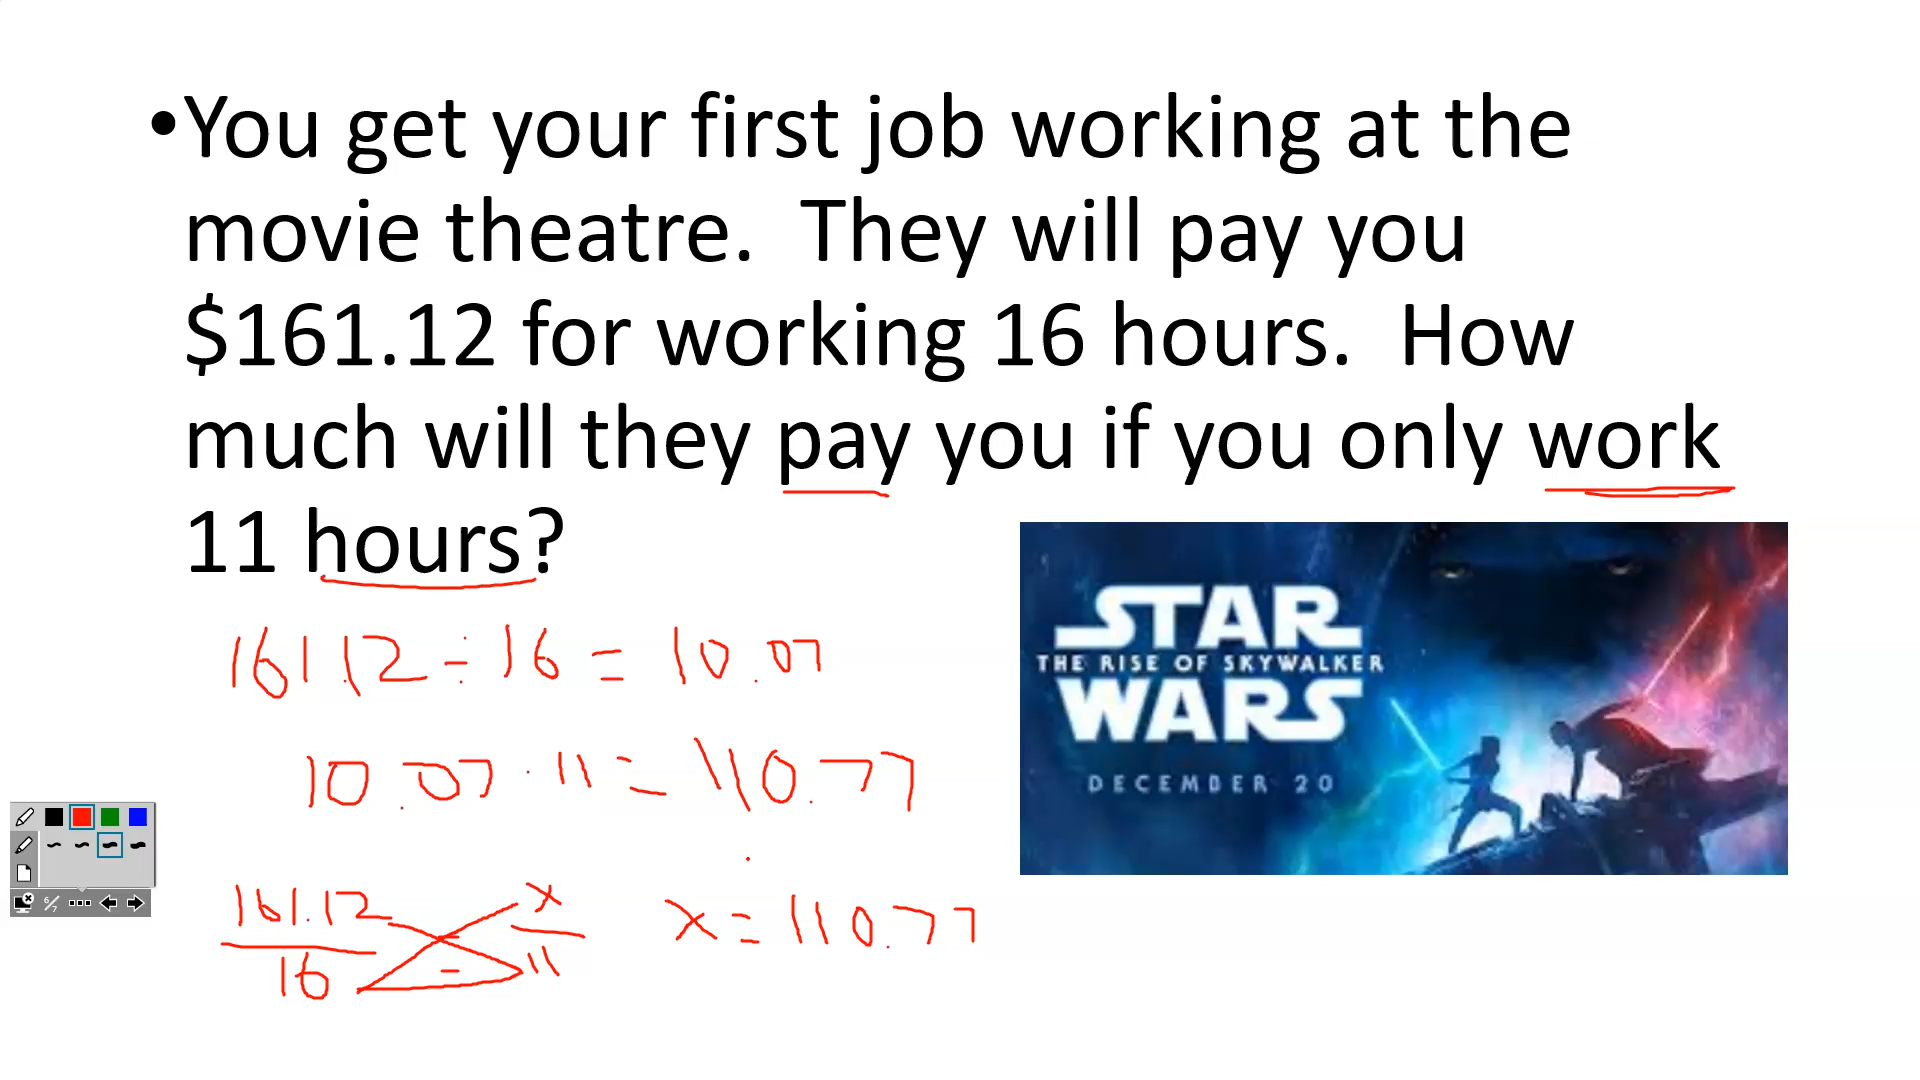 •You get your first job working at the
movie theatre. They will pay you
$161.12 for working 16 hours. How
much will they pay you if you only work
11 hours?
161.12 ÷ 16 = 10.07
10.07 · 11 = 110.77
161.12 x
16 = 11
x = 110.77
STAR
THE RISE OF SKYWALKER
WARS
DECEMBER 20
6/7